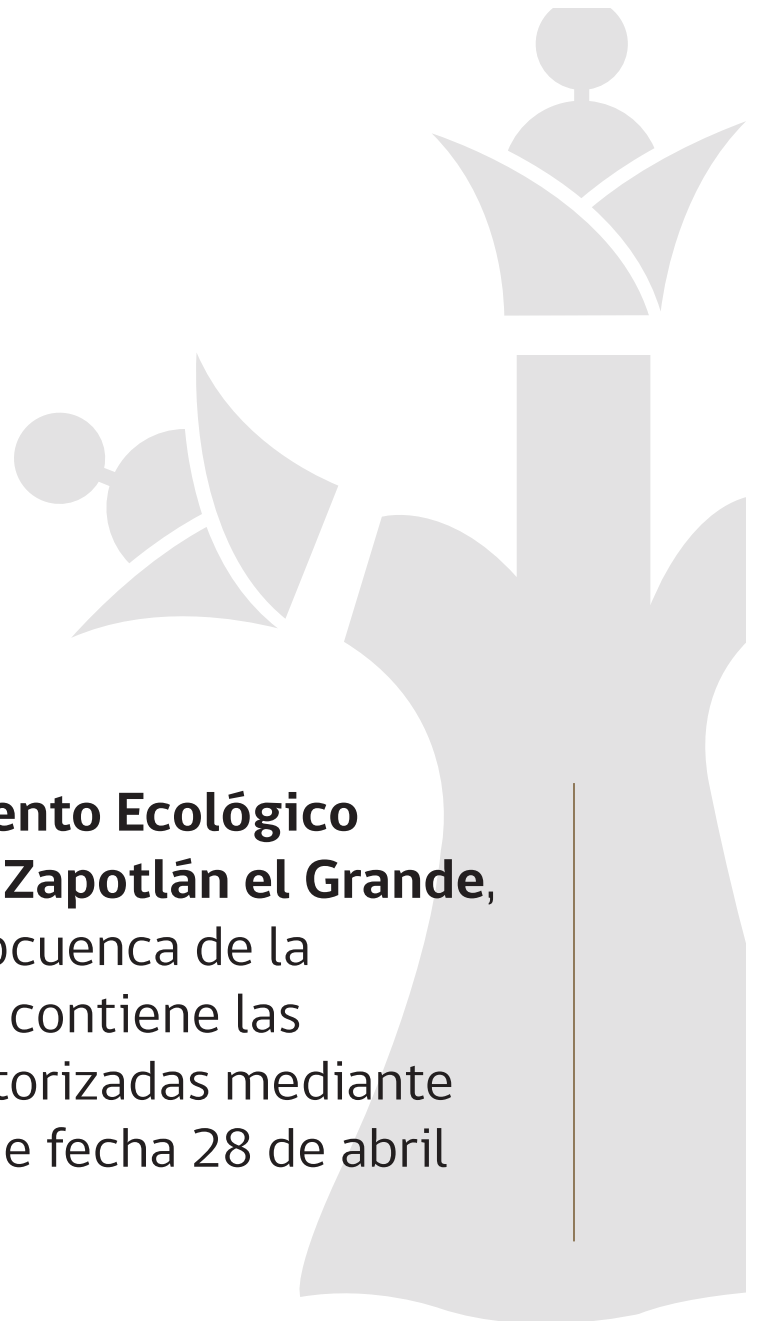 ento Ecológico
Zapotlán el Grande,
ocuenca de la
contiene las
torizadas mediante
e fecha 28 de abril